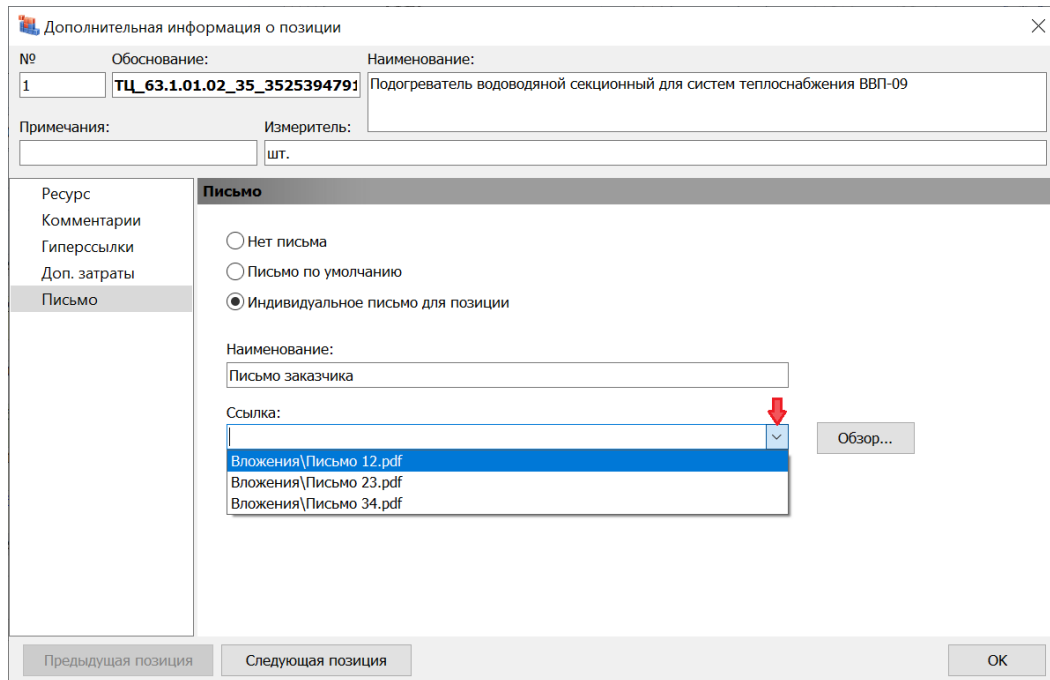 Дополнительная информация о позиции
№ Обоснование: Наименование:
1 ТЦ_63.1.01.02_35_3525394791 Подогреватель водоводяной секционный для систем теплоснабжения ВВП-09
Примечания: Измеритель:
шт.
Ресурс
Комментарии
Гиперссылки
Доп. затраты
Письмо
Письмо
Нет письма
Письмо по умолчанию
Индивидуальное письмо для позиции
Наименование:
Письмо заказчика
Ссылка:
Обзор...
Вложения\Письмо 12.pdf
Вложения\Письмо 23.pdf
Вложения\Письмо 34.pdf
Предыдущая позиция Следующая позиция OK